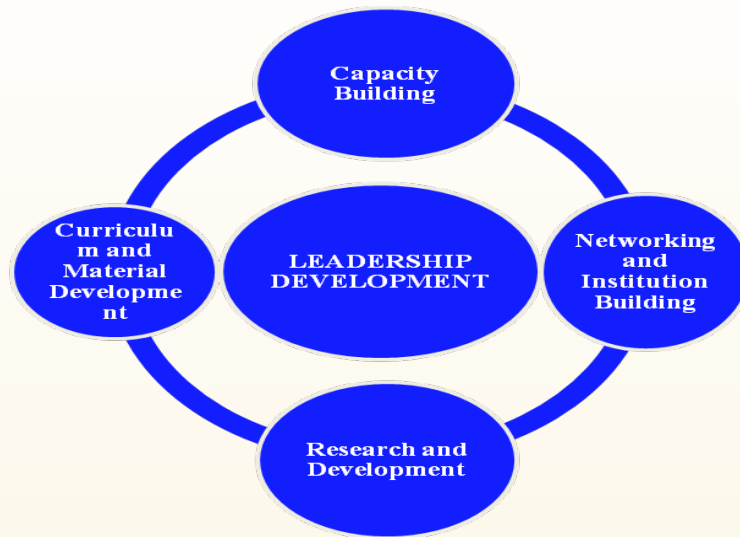 Capacity
Building
Curriculu
m and
Material
Developme
nt
LEADERSHIP
DEVELOPMENT
Networking
and
Institution
Building
Research and
Development